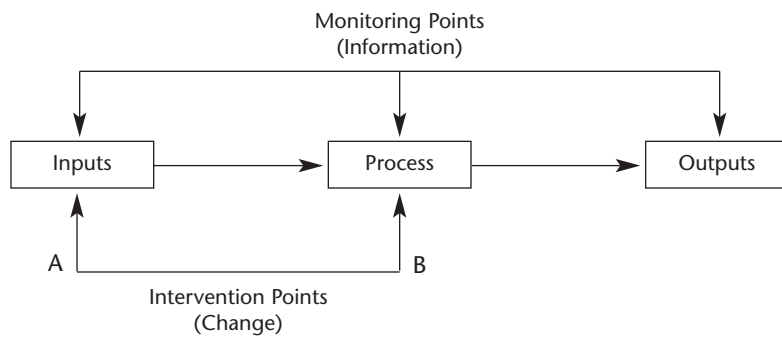 Monitoring Points
(Information)
Inputs
Process
Outputs
A
B
Intervention Points
(Change)